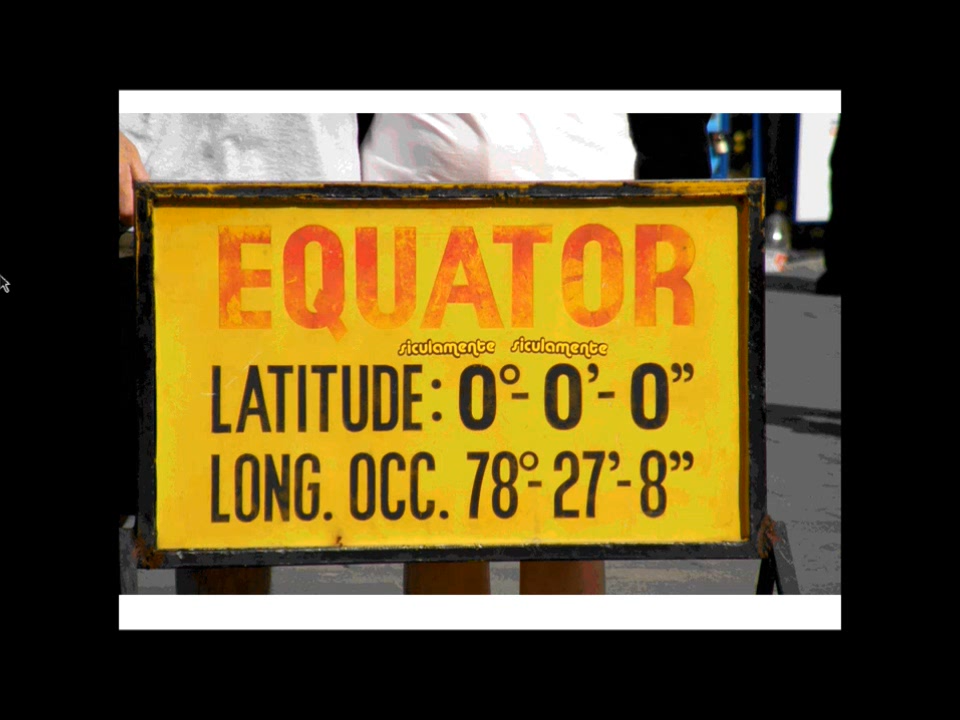 EQUATOR
siculamente siculamente
LATITUDE: 0°- 0’- 0”
LONG. OCC. 78°- 27’- 8”